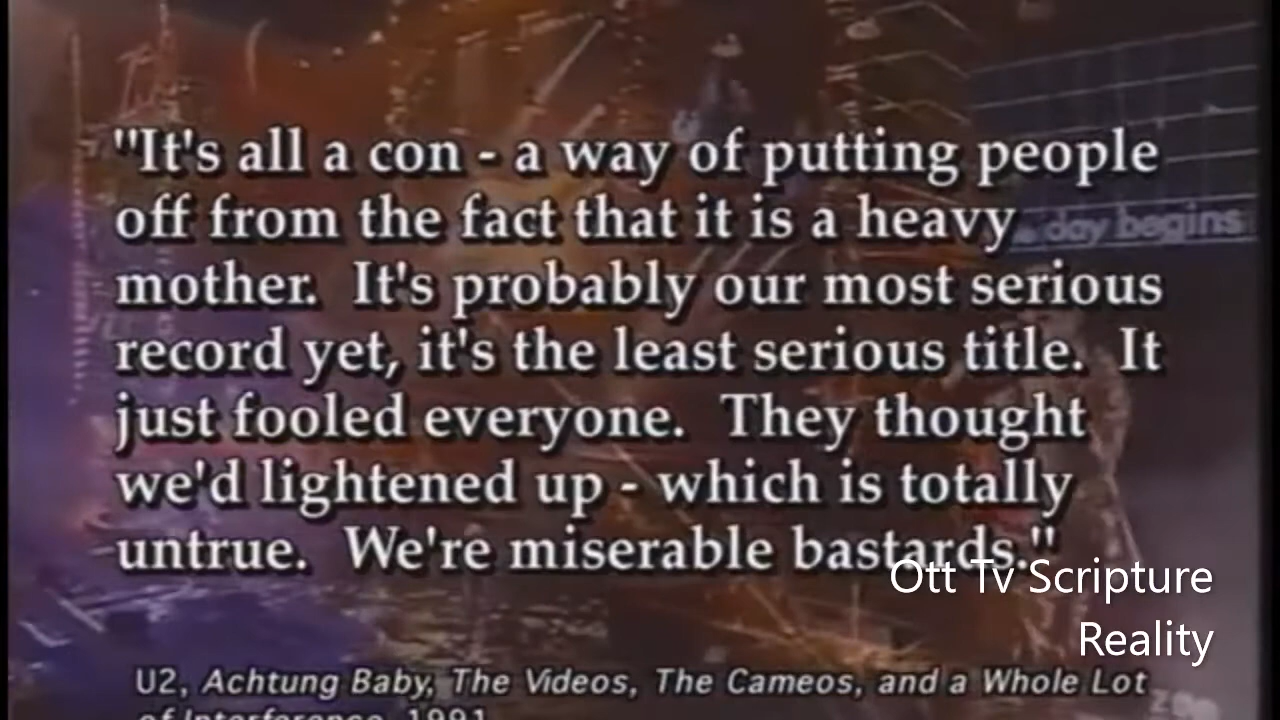 "It's all a con - a way of putting people
off from the fact that it is a heavy
day begins
mother.  It's probably our most serious
record yet, it's the least serious title.  It
just fooled everyone.  They thought
we'd lightened up - which is totally
untrue.  We're miserable bastards."
Ott Tv Scripture
Reality
U2, Achtung Baby, The Videos, The Cameos, and a Whole Lot
of Interference, 1991